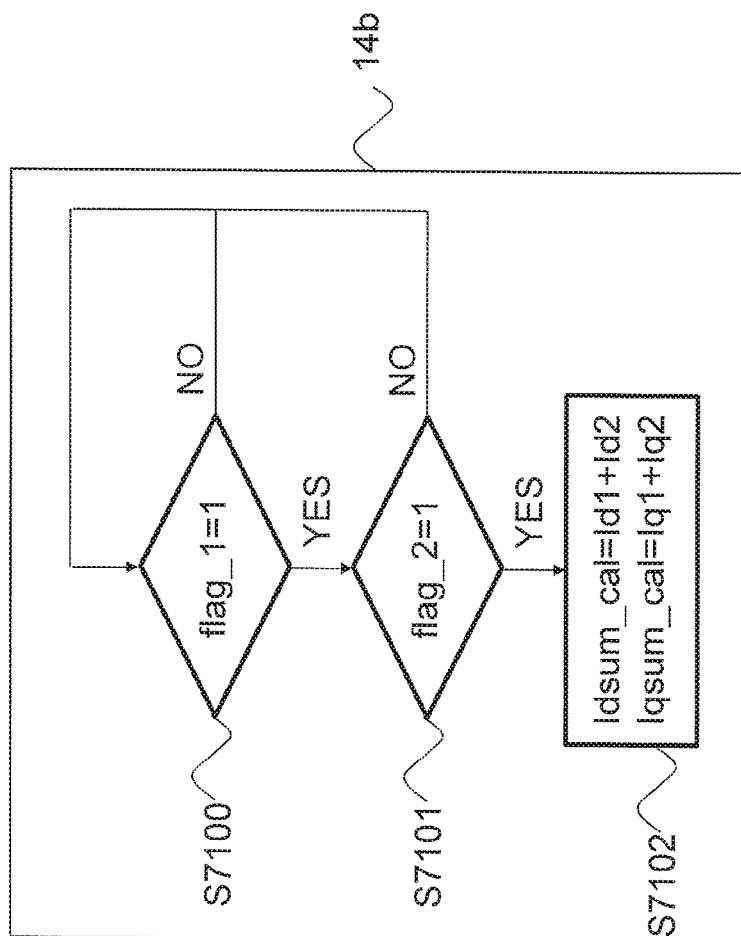 14b
flag_1=1
NO
YES
S7100
flag_2=1
NO
YES
S7101
Idsum_cal=Id1+Id2
Iqsum_cal=Iq1+Iq2
S7102